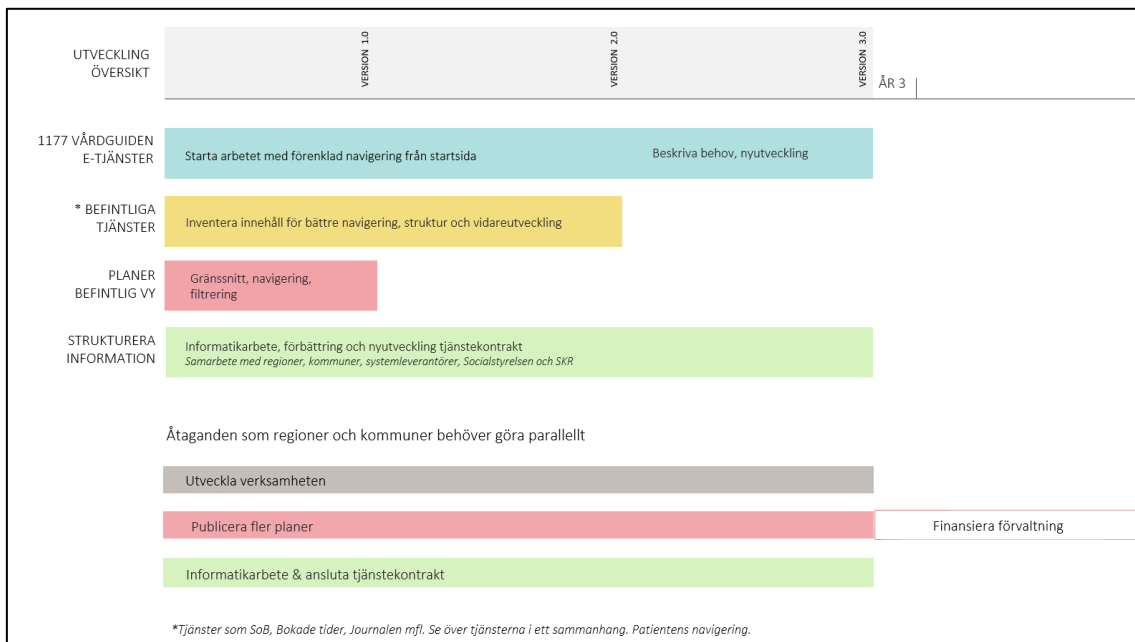 UTVECKLING
ÖVERSIKT
VERSION 1.0
VERSION 2.0
VERSION 3.0
ÅR 3
1177 VÅRDGUIDEN
E-TJÄNSTER
Starta arbetet med förenklad navigering från startsida
Beskriva behov, nyutveckling
* BEFINTLIGA
TJÄNSTER
Inventera innehåll för bättre navigering, struktur och vidareutveckling
PLANER
BEFINTLIG VY
Gränssnitt, navigering,
filtrering
STRUKTURERA
INFORMATION
Informatikarbete, förbättring och nyutveckling tjänstekontrakt
Samarbete med regioner, kommuner, systemleverantörer, Socialstyrelsen och SKR
Åtaganden som regioner och kommuner behöver göra parallellt
Utveckla verksamheten
Publicera fler planer
Finansiera förvaltning
Informatikarbete & ansluta tjänstekontrakt
*Tjänster som SoB, Bokade tider, Journalen mfl. Se över tjänsterna i ett sammanhang. Patientens navigering.